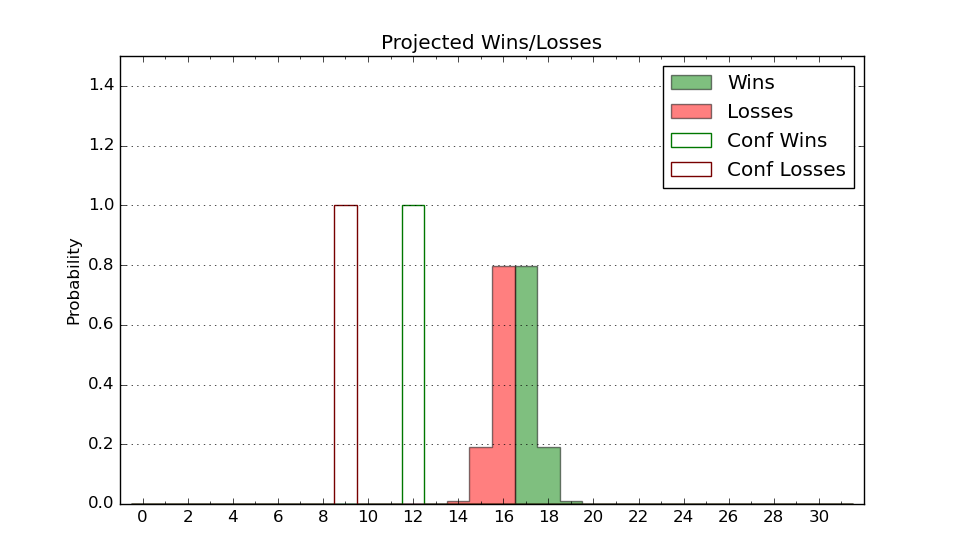 Projected Wins/Losses
Wins
Losses
Conf Wins
Conf Losses
Probability
1.4
1.2
1.0
0.8
0.6
0.4
0.2
0.0
0 2 4 6 8 10 12 14 16 18 20 22 24 26 28 30